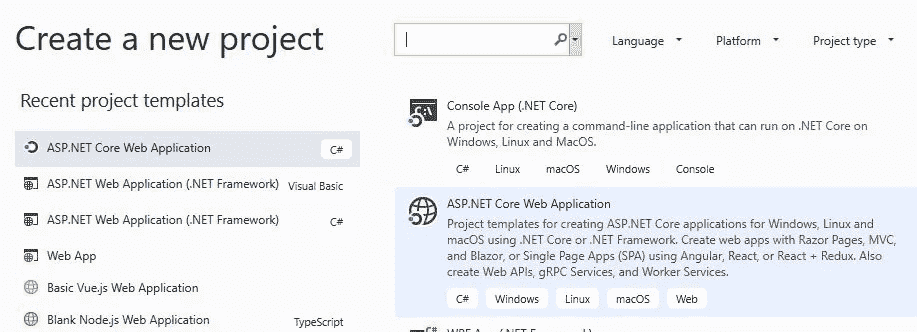 Create a new project
Language
Platform
Project type
Recent project templates
ASP.NET Core Web Application
C#
ASP.NET Web Application (.NET Framework)
Visual Basic
ASP.NET Web Application (.NET Framework)
C#
Web App
Basic Vue.js Web Application
Blank Node.js Web Application
TypeScript
Console App (.NET Core)
A project for creating a command-line application that can run on .NET Core on
Windows, Linux and MacOS.
C# Linux macOS Windows Console
ASP.NET Core Web Application
Project templates for creating ASP.NET Core applications for Windows, Linux and
macOS using .NET Core or .NET Framework. Create web apps with Razor Pages, MVC,
and Blazor, or Single Page Apps (SPA) using Angular, React, or React + Redux. Also
create Web APIs, gRPC Services, and Worker Services.
C# Windows Linux macOS Web